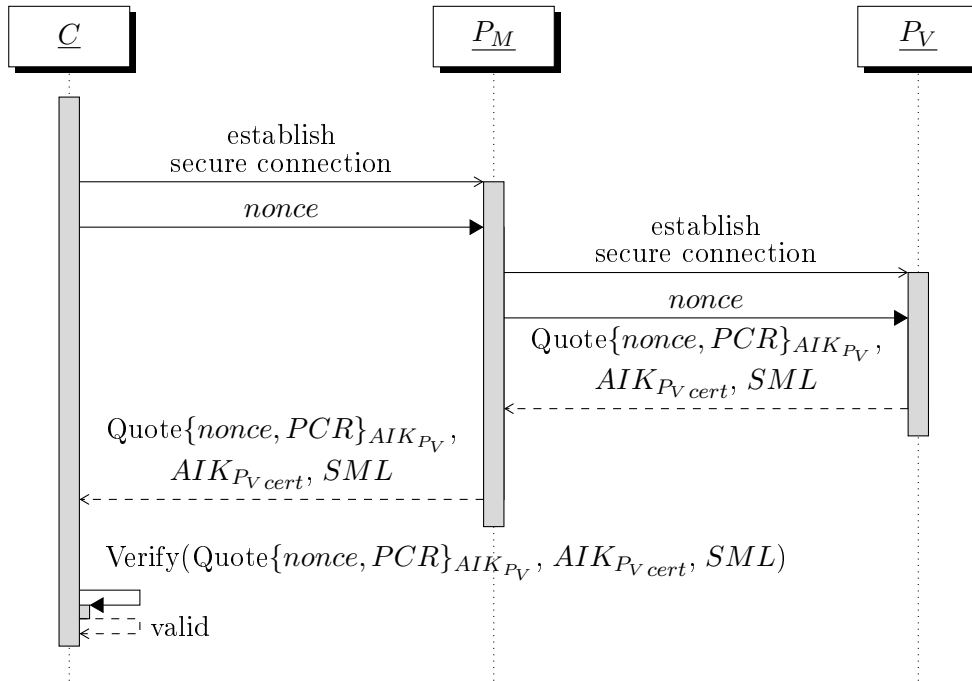 C P_M P_V
establish
secure connection
nonce
establish
secure connection
nonce
Quote{nonce, PCR}_{AIK_{P_V}},
AIK_{P_V cert}, SML
Quote{nonce, PCR}_{AIK_{P_V}},
AIK_{P_V cert}, SML
Verify(Quote{nonce, PCR}_{AIK_{P_V}}, AIK_{P_V cert}, SML)
valid